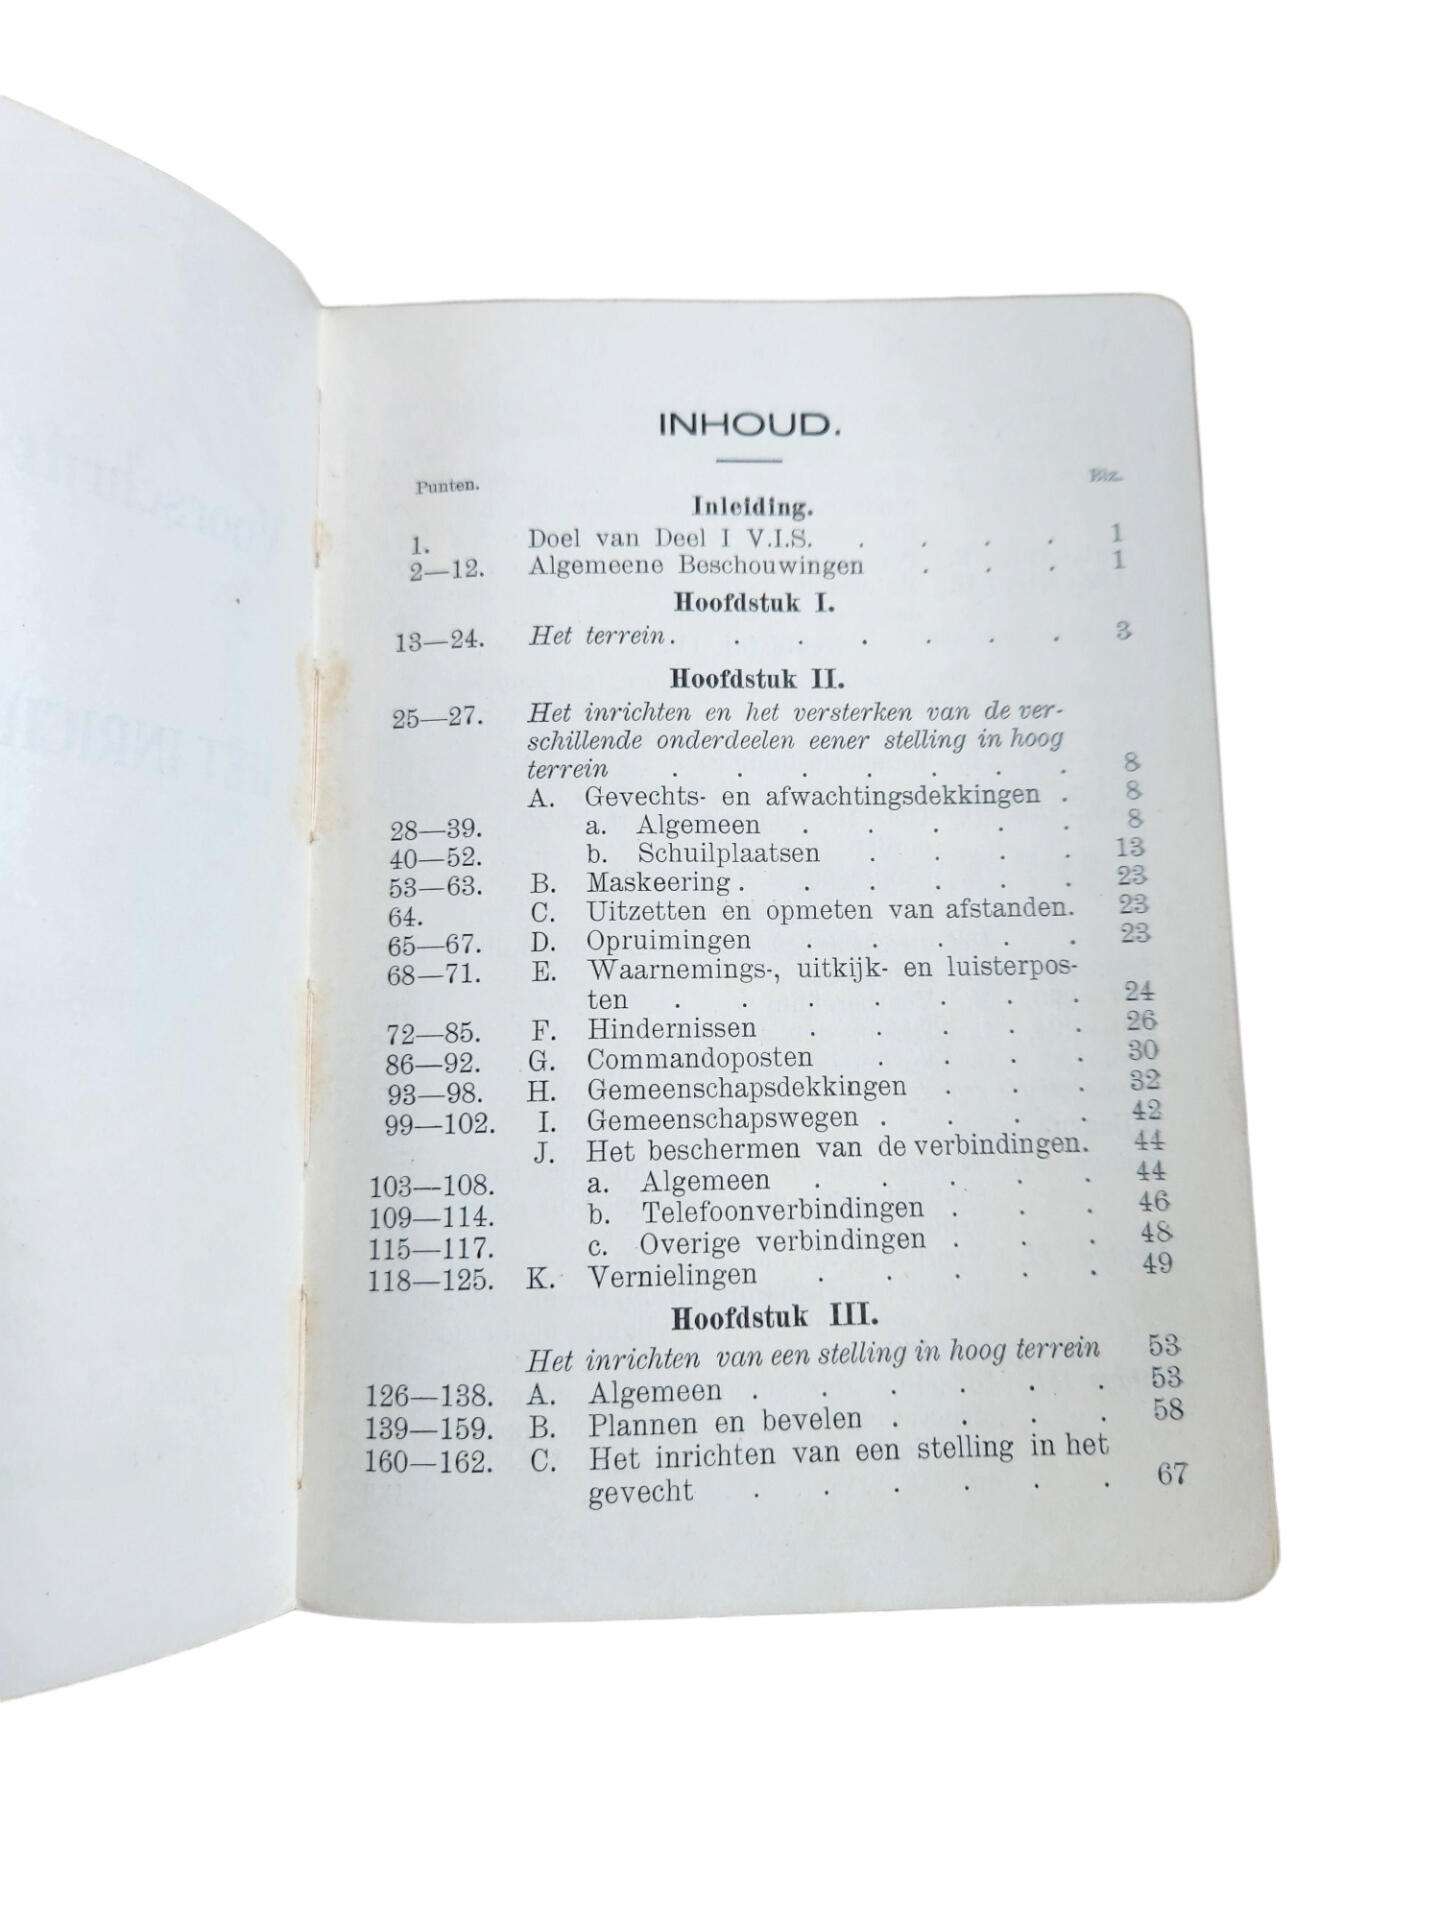 INHOUD.
Punten. Blz.
Inleiding.
1. Doel van Deel I V.I.S. . . . . 1
2—12. Algemeene Beschouwingen . . . 1
Hoofdstuk I.
13—24. Het terrein . . . . . . . 3
Hoofdstuk II.
25—27. Het inrichten en het versterken van de ver-
schillende onderdeelen eener stelling in hoog
terrein . . . . . . . 8
A. Gevechts- en afwachtingsdekkingen . 8
28—39. a. Algemeen . . . . . 8
40—52. b. Schuilplaatsen . . . . 13
53—63. B. Maskeering . . . . . . 23
64. C. Uitzetten en opmeten van afstanden. 23
65—67. D. Opruimingen . . . . . 23
68—71. E. Waarnemings-, uitkijk- en luisterpos-
ten . . . . . . . 24
72—85. F. Hindernissen . . . . . 26
86—92. G. Commandoposten . . . . 30
93—98. H. Gemeenschapsdekkingen . . . 32
99—102. I. Gemeenschapswegen . . . . 42
J. Het beschermen van de verbindingen. 44
103—108. a. Algemeen . . . . . 44
109—114. b. Telefoonverbindingen . . . 46
115—117. c. Overige verbindingen . . . 48
118—125. K. Vernielingen . . . . . 49
Hoofdstuk III.
Het inrichten van een stelling in hoog terrein 53
126—138. A. Algemeen . . . . . . 53
139—159. B. Plannen en bevelen . . . . 58
160—162. C. Het inrichten van een stelling in het
gevecht . . . . . . 67